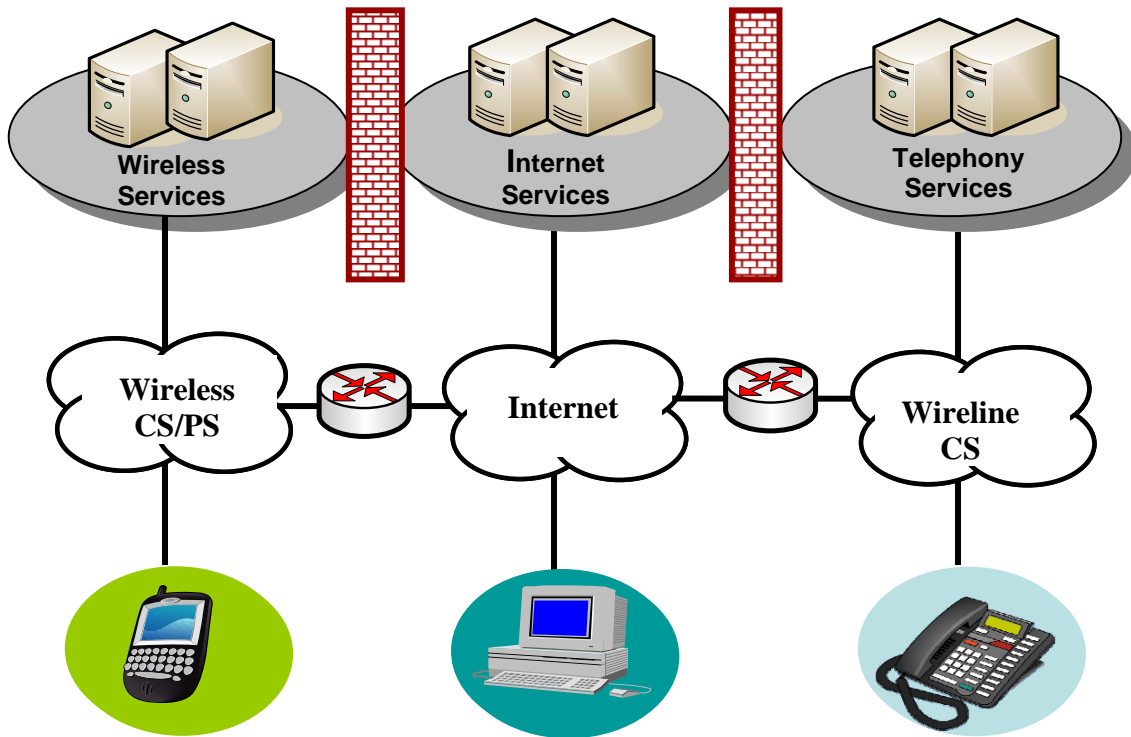 Wireless
Services
Internet
Services
Telephony
Services
Wireless
CS/PS
Internet
Wireline
CS